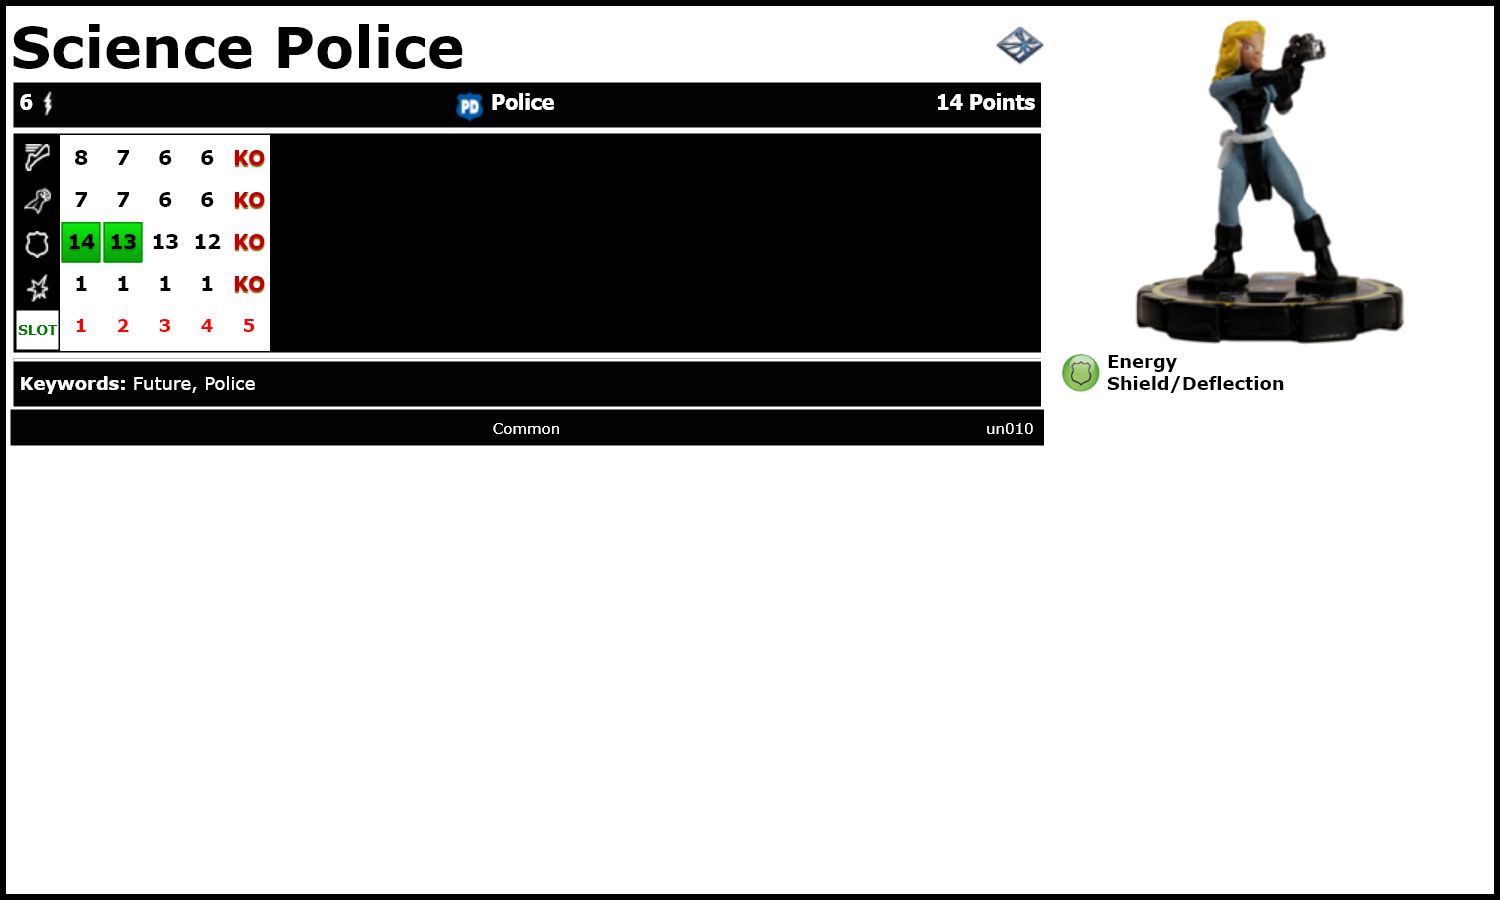 Science Police
6 PD Police 14 Points
8 7 6 6 KO
7 7 6 6 KO
14 13 13 12 KO
1 1 1 1 KO
SLOT 1 2 3 4 5
Keywords: Future, Police
Common un010
Energy
Shield/Deflection